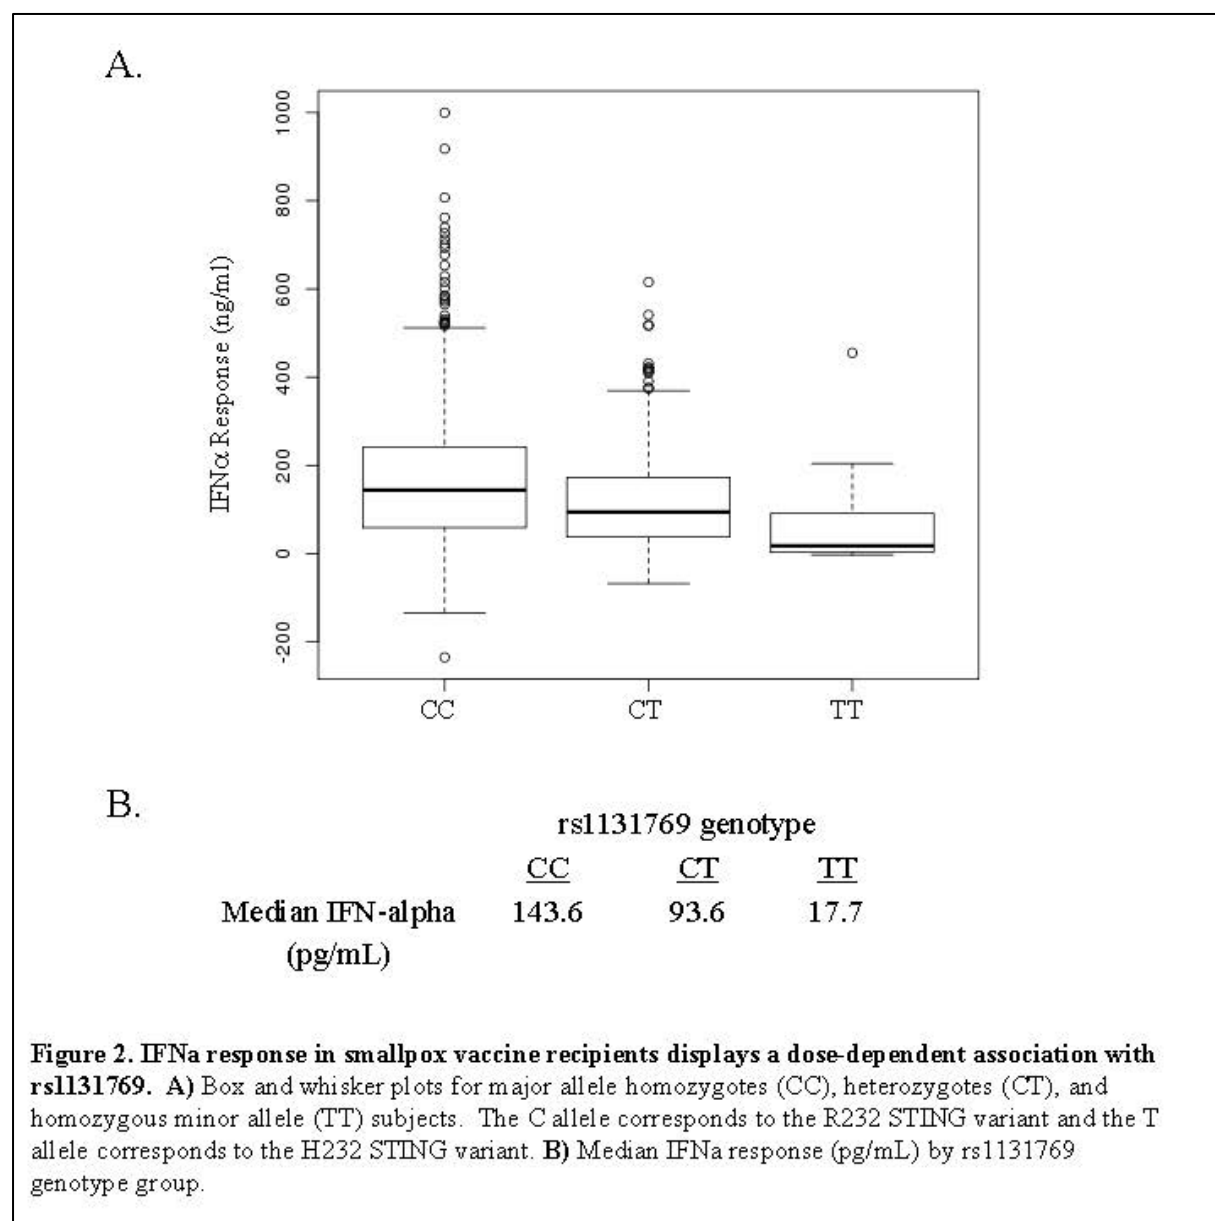 A.
IFNα Response (ng/ml)
1000
800
600
400
200
0
-200
CC
CT
TT
B.
rs1131769 genotype
CC CT TT
Median IFN-alpha 143.6 93.6 17.7
(pg/mL)
Figure 2. IFNa response in smallpox vaccine recipients displays a dose-dependent association with
rs1131769. A) Box and whisker plots for major allele homozygotes (CC), heterozygotes (CT), and
homozygous minor allele (TT) subjects. The C allele corresponds to the R232 STING variant and the T
allele corresponds to the H232 STING variant. B) Median IFNa response (pg/mL) by rs1131769
genotype group.